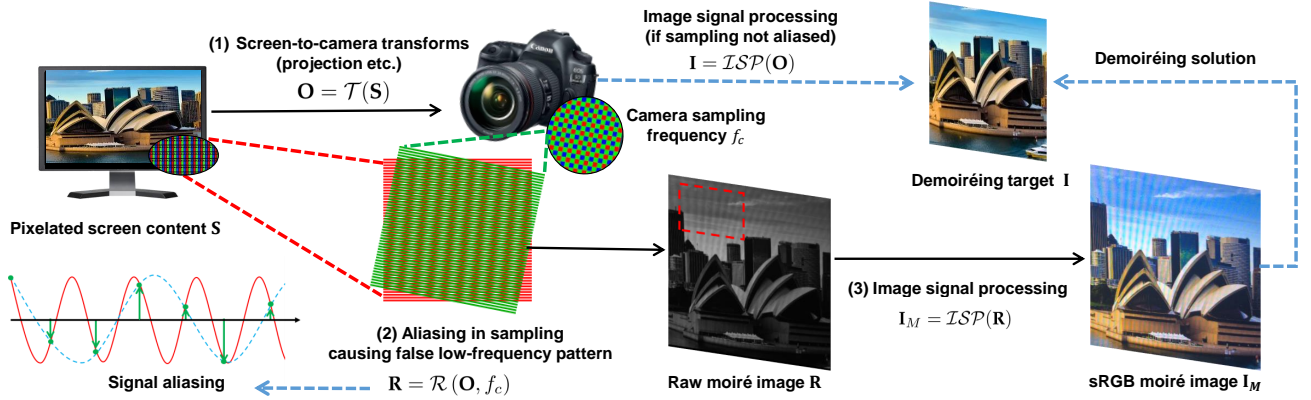 (1) Screen-to-camera transforms
(projection etc.)
O = T(S)
Canon
Image signal processing
(if sampling not aliased)
I = ISP(O)
Demoiréing solution
Camera sampling
frequency f_c
Pixelated screen content S
Demoiréing target I
(2) Aliasing in sampling
causing false low-frequency pattern
R = R (O, f_c)
Signal aliasing
Raw moiré image R
(3) Image signal processing
I_M = ISP(R)
sRGB moiré image I_M